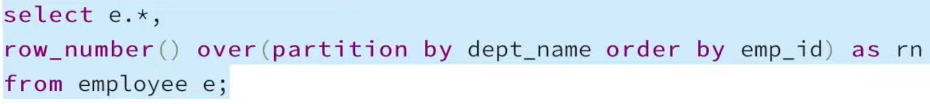 select e.*,
row_number() over(partition by dept_name order by emp_id) as rn
from employee e;